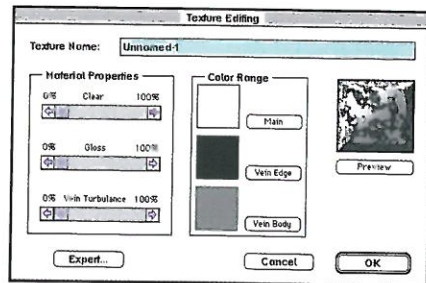 Texture Editing
Texture Name: Unnamed-1
Material Properties
0% Clear 100%
0% Gloss 100%
0% Vein Turbulance 100%
Color Range
Main
Vein Edge
Vein Body
Preview
Expert...
Cancel
OK